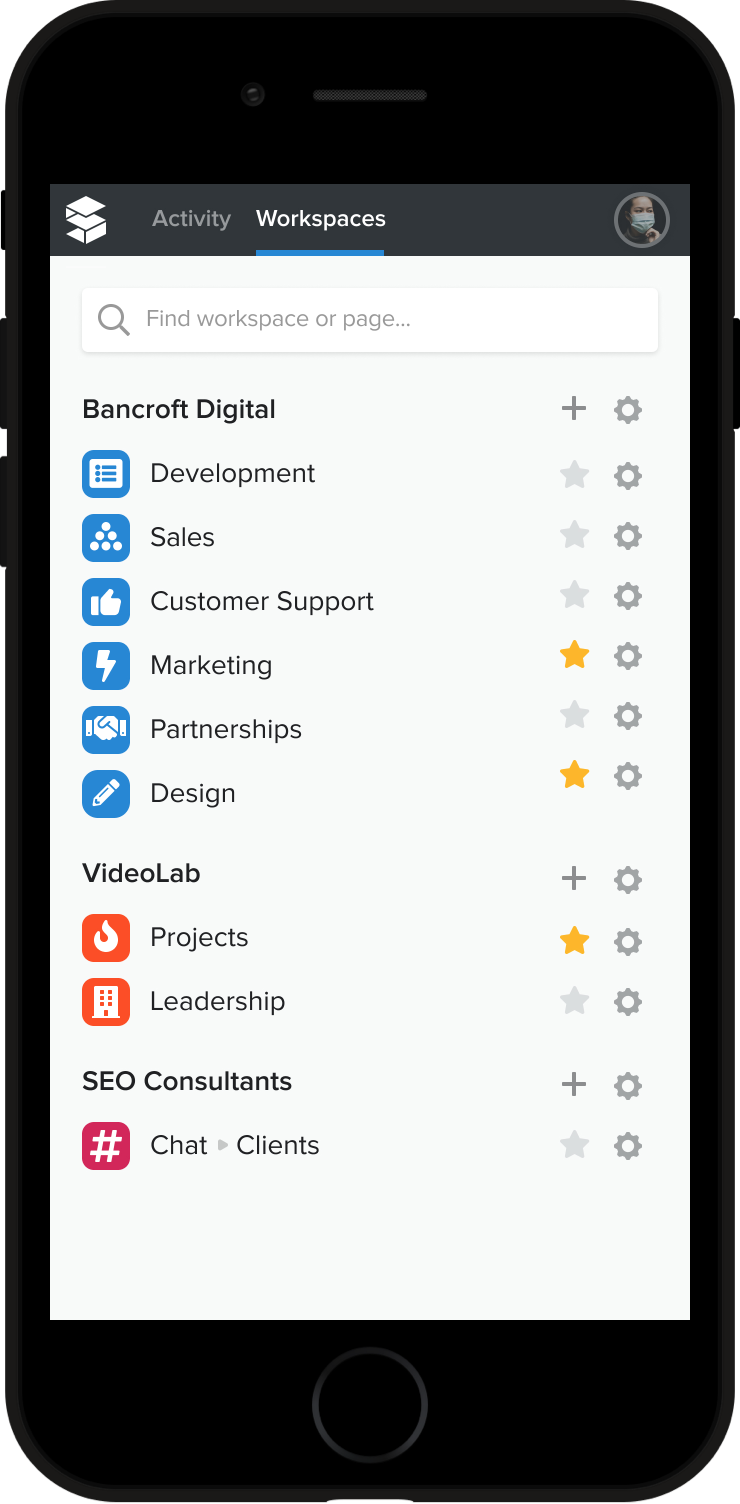 Activity Workspaces
Find workspace or page...
Bancroft Digital
Development
Sales
Customer Support
Marketing
Partnerships
Design
VideoLab
Projects
Leadership
SEO Consultants
Chat Clients